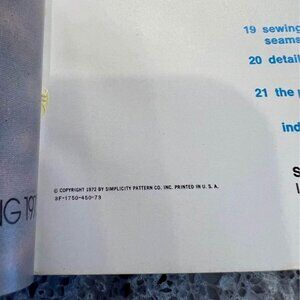 19 sewing
seams
20 detail
21 the
ind
© COPYRIGHT 1972 BY SIMPLICITY PATTERN CO. INC. PRINTED IN U. S. A.
3F-1750-450-73